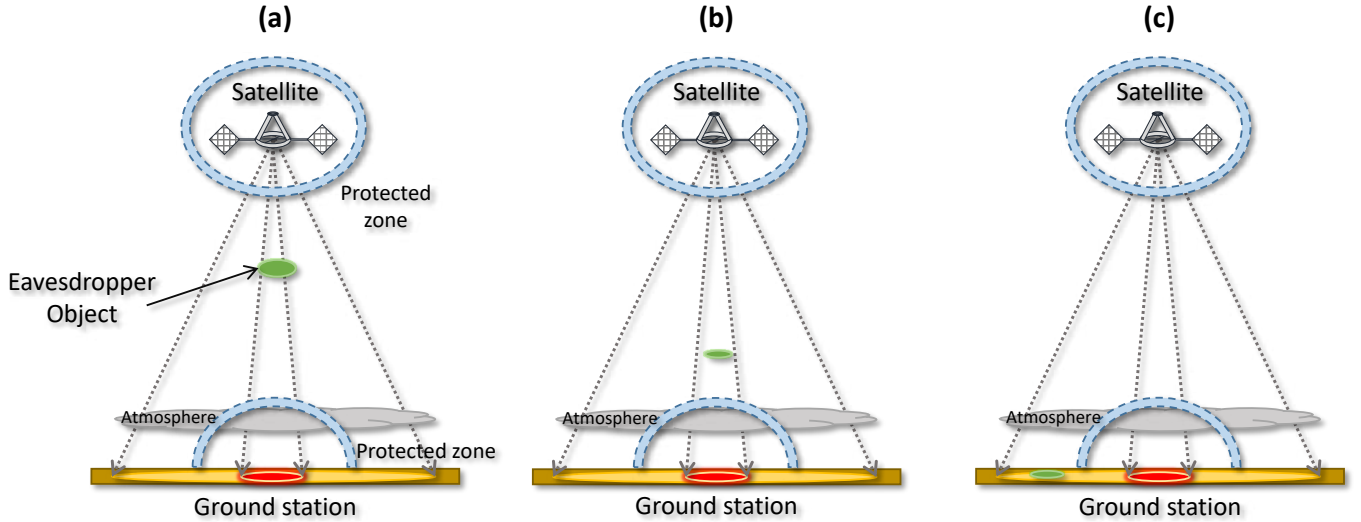 (a)
(b)
(c)
Satellite
Satellite
Satellite
Protected
zone
Eavesdropper
Object
Atmosphere
Atmosphere
Atmosphere
Protected zone
Ground station
Ground station
Ground station